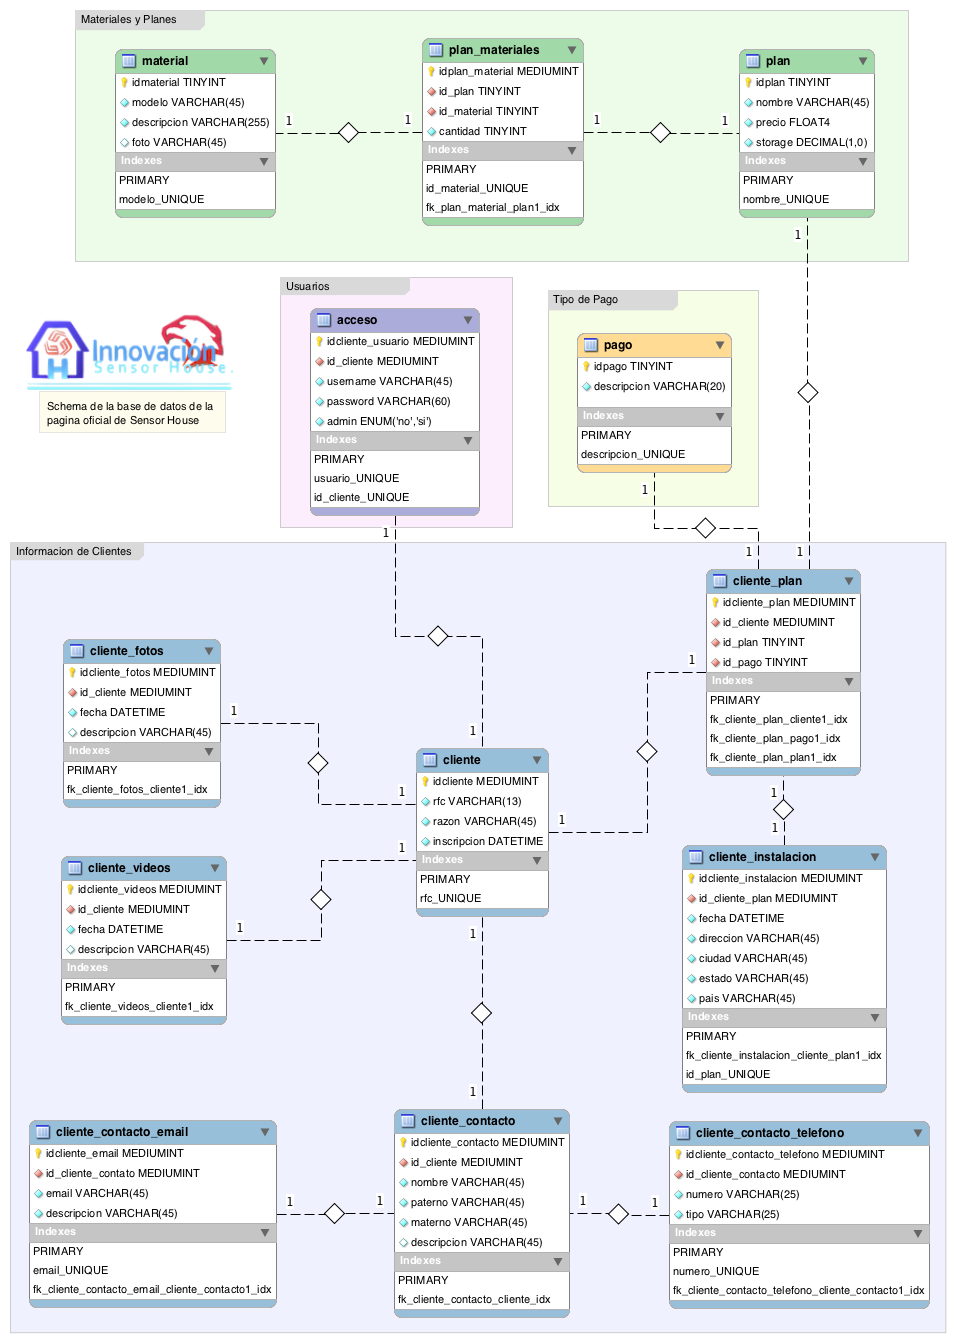 Materiales y Planes
material
idmaterial TINYINT
modelo VARCHAR(45)
descripcion VARCHAR(255)
foto VARCHAR(45)
Indexes
PRIMARY
modelo_UNIQUE
1
1
plan_materiales
idplan_material MEDIUMINT
id_plan TINYINT
id_material TINYINT
cantidad TINYINT
Indexes
PRIMARY
id_material_UNIQUE
fk_plan_material_plan1_idx
1
1
plan
idplan TINYINT
nombre VARCHAR(45)
precio FLOAT4
storage DECIMAL(1,0)
Indexes
PRIMARY
nombre_UNIQUE
1
Innovación
Sensor House.
Schema de la base de datos de la
pagina oficial de Sensor House
Usuarios
acceso
idcliente_usuario MEDIUMINT
id_cliente MEDIUMINT
username VARCHAR(45)
password VARCHAR(60)
admin ENUM('no','si')
Indexes
PRIMARY
usuario_UNIQUE
id_cliente_UNIQUE
1
Tipo de Pago
pago
idpago TINYINT
descripcion VARCHAR(20)
Indexes
PRIMARY
descripcion_UNIQUE
1
1
1
Informacion de Clientes
cliente_plan
idcliente_plan MEDIUMINT
id_cliente MEDIUMINT
id_plan TINYINT
id_pago TINYINT
Indexes
PRIMARY
fk_cliente_plan_cliente1_idx
fk_cliente_plan_pago1_idx
fk_cliente_plan_plan1_idx
1
1
1
cliente_fotos
idcliente_fotos MEDIUMINT
id_cliente MEDIUMINT
fecha DATETIME
descripcion VARCHAR(45)
Indexes
PRIMARY
fk_cliente_fotos_cliente1_idx
1
1
1
cliente
idcliente MEDIUMINT
rfc VARCHAR(13)
razon VARCHAR(45)
inscripcion DATETIME
Indexes
PRIMARY
rfc_UNIQUE
1
1
1
cliente_videos
idcliente_videos MEDIUMINT
id_cliente MEDIUMINT
fecha DATETIME
descripcion VARCHAR(45)
Indexes
PRIMARY
fk_cliente_videos_cliente1_idx
1
cliente_instalacion
idcliente_instalacion MEDIUMINT
id_cliente_plan MEDIUMINT
fecha DATETIME
direccion VARCHAR(45)
ciudad VARCHAR(45)
estado VARCHAR(45)
pais VARCHAR(45)
Indexes
PRIMARY
fk_cliente_instalacion_cliente_plan1_idx
id_plan_UNIQUE
1
cliente_contacto_email
idcliente_email MEDIUMINT
id_cliente_contato MEDIUMINT
email VARCHAR(45)
descripcion VARCHAR(45)
Indexes
PRIMARY
email_UNIQUE
fk_cliente_contacto_email_cliente_contacto1_idx
1
1
cliente_contacto
idcliente_contacto MEDIUMINT
id_cliente MEDIUMINT
nombre VARCHAR(45)
paterno VARCHAR(45)
materno VARCHAR(45)
descripcion VARCHAR(45)
Indexes
PRIMARY
fk_cliente_contacto_cliente_idx
1
1
cliente_contacto_telefono
idcliente_contacto_telefono MEDIUMINT
id_cliente_contacto MEDIUMINT
numero VARCHAR(25)
tipo VARCHAR(25)
Indexes
PRIMARY
numero_UNIQUE
fk_cliente_contacto_telefono_cliente_contacto1_idx